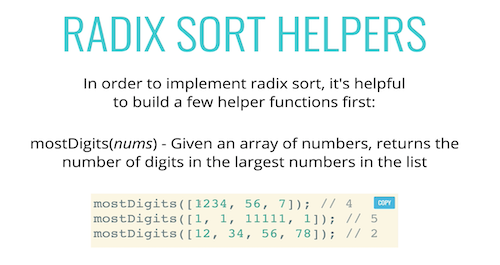 RADIX SORT HELPERS
In order to implement radix sort, it's helpful
to build a few helper functions first:
mostDigits(nums) - Given an array of numbers, returns the
number of digits in the largest numbers in the list
mostDigits([1234, 56, 7]); // 4
COPY
mostDigits([1, 1, 11111, 1]); // 5
mostDigits([12, 34, 56, 78]); // 2